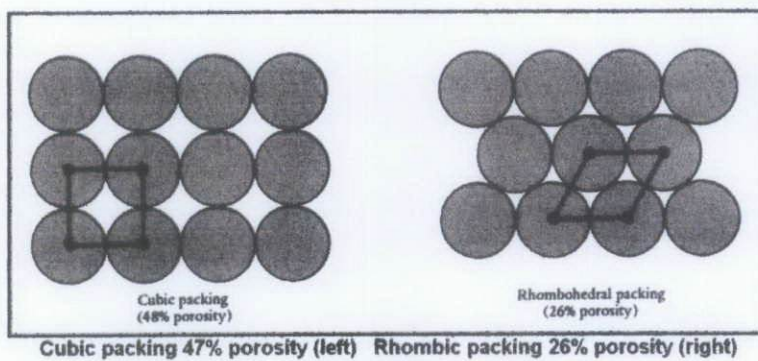 Cubic packing
(48% porosity)
Rhombohedral packing
(26% porosity)
Cubic packing 47% porosity (left) Rhombic packing 26% porosity (right)